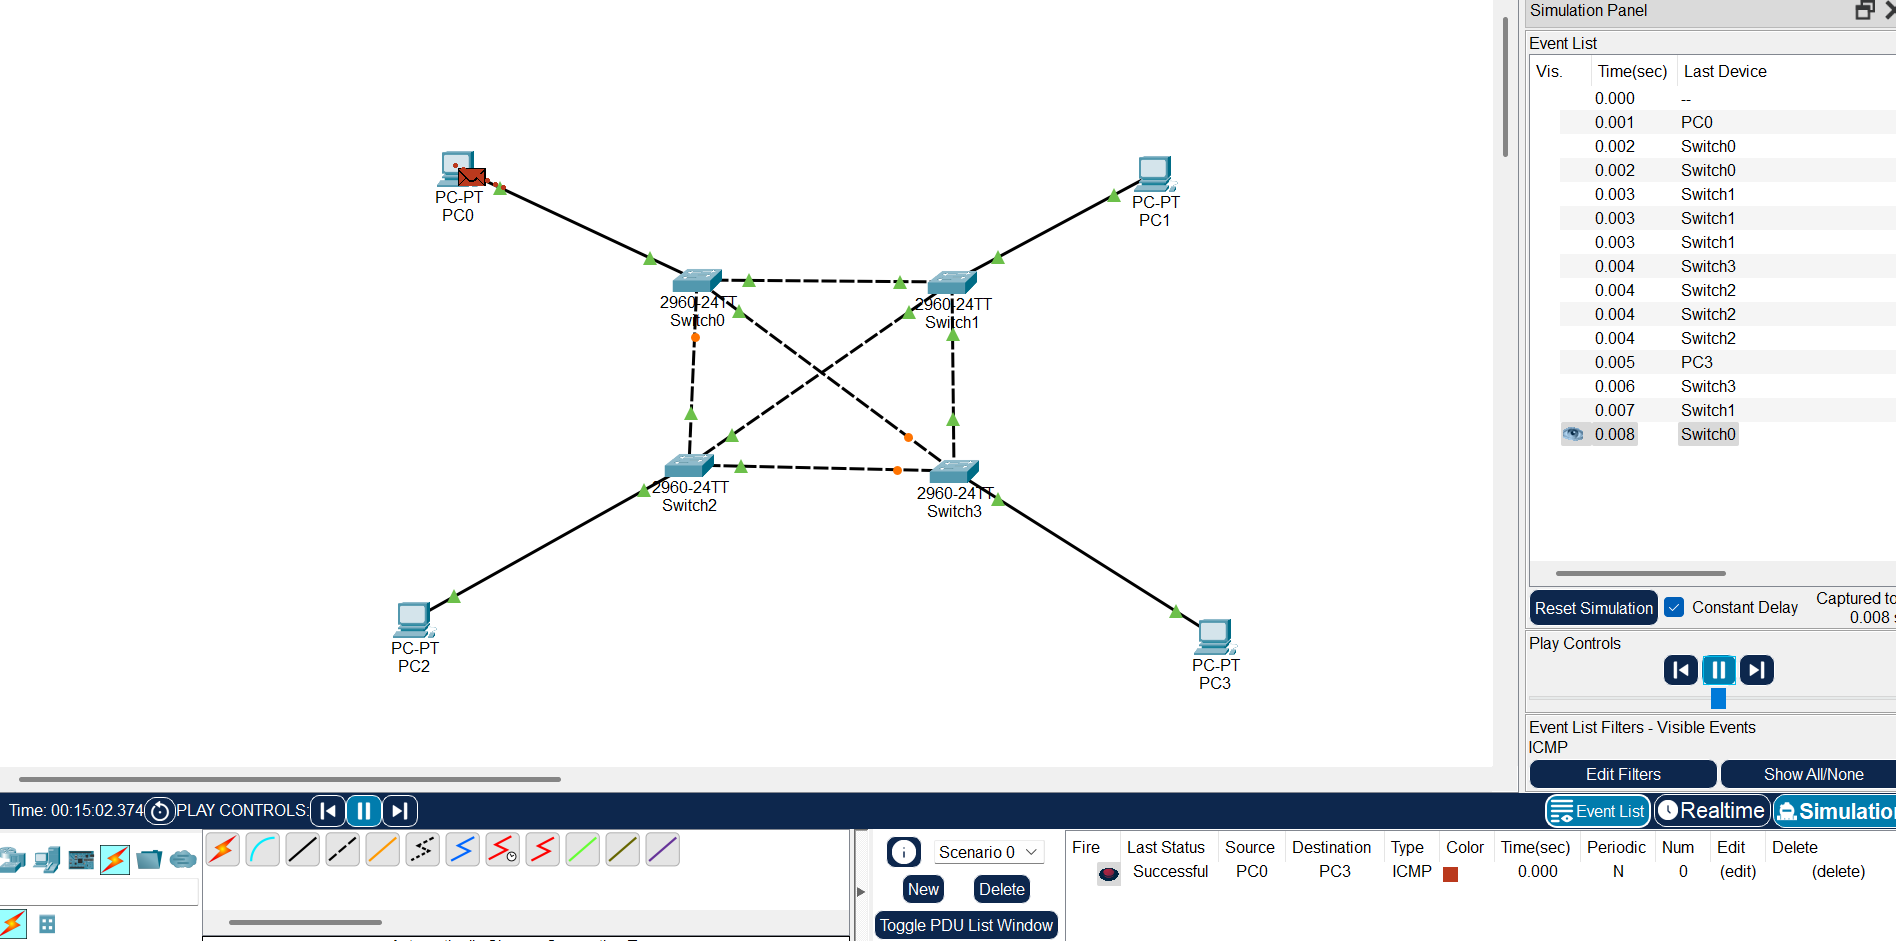 Simulation Panel
Event List
Vis. Time(sec) Last Device
0.000 --
0.001 PC0
0.002 Switch0
0.002 Switch0
0.003 Switch1
0.003 Switch1
0.003 Switch1
0.004 Switch3
0.004 Switch2
0.004 Switch2
0.004 Switch2
0.005 PC3
0.006 Switch3
0.007 Switch1
0.008 Switch0
PC-PT
PC0
PC-PT
PC1
2960-24TT
Switch0
2960-24TT
Switch1
2960-24TT
Switch2
2960-24TT
Switch3
PC-PT
PC2
PC-PT
PC3
Reset Simulation Constant Delay Captured to
0.008 s
Play Controls
Event List Filters - Visible Events
ICMP
Edit Filters Show All/None
Time: 00:15:02.374 PLAY CONTROLS:
Event List Realtime Simulation
Scenario 0
New Delete
Toggle PDU List Window
Fire Last Status Source Destination Type Color Time(sec) Periodic Num Edit Delete
Successful PC0 PC3 ICMP 0.000 N 0 (edit) (delete)